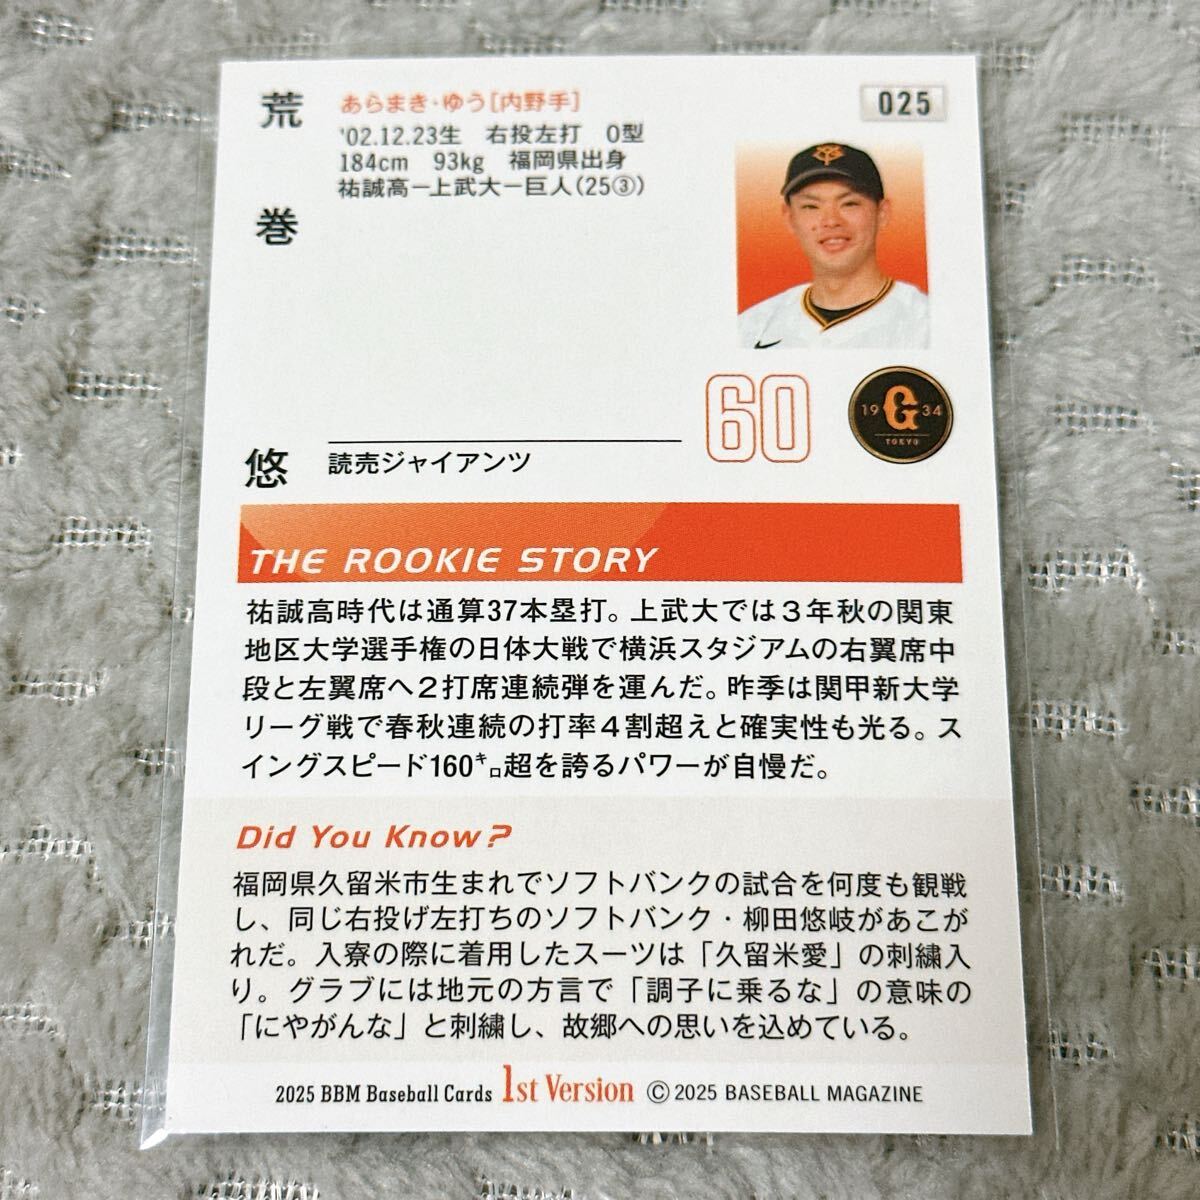 荒巻悠
あらまき・ゆう[内野手]
'02.12.23生 右投左打 O型
184cm 93kg 福岡県出身
祐誠高ー上武大ー巨人(25③)
025
読売ジャイアンツ
60
19 G 34
TOKYO
THE ROOKIE STORY
祐誠高時代は通算37本塁打。上武大では3年秋の関東
地区大学選手権の日体大戦で横浜スタジアムの右翼席中
段と左翼席へ2打席連続弾を運んだ。昨季は関甲新大学
リーグ戦で春秋連続の打率4割超えと確実性も光る。ス
イングスピード160㌔超を誇るパワーが自慢だ。
Did You Know?
福岡県久留米市生まれでソフトバンクの試合を何度も観戦
し、同じ右投げ左打ちのソフトバンク・柳田悠岐があこが
れだ。入寮の際に着用したスーツは「久留米愛」の刺繍入
り。グラブには地元の方言で「調子に乗るな」の意味の
「にやがんな」と刺繍し、故郷への思いを込めている。
2025 BBM Baseball Cards 1st Version © 2025 BASEBALL MAGAZINE